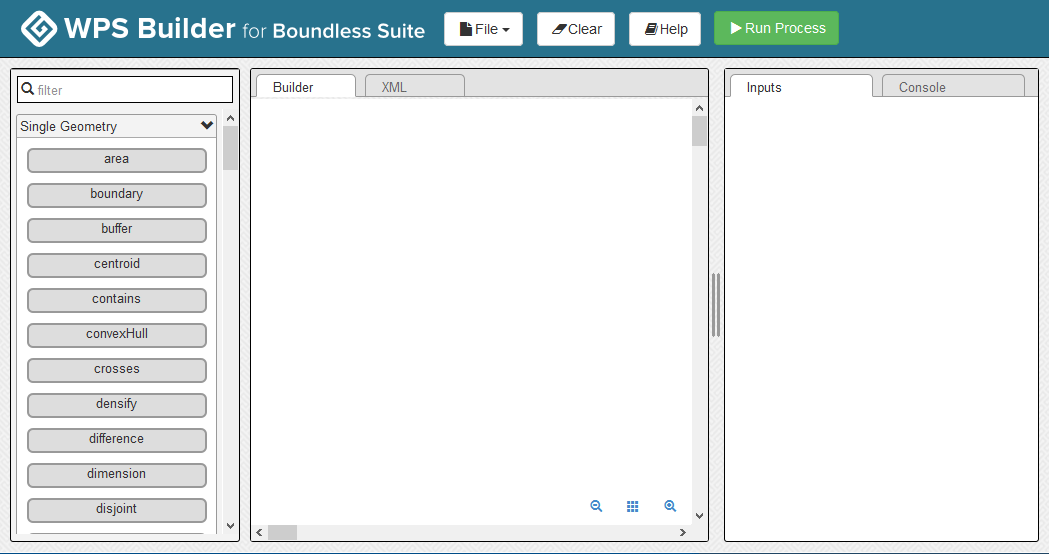 WPS Builder for Boundless Suite
File
Clear
Help
Run Process
filter
Single Geometry
area
boundary
buffer
centroid
contains
convexHull
crosses
densify
difference
dimension
disjoint
Builder
XML
Inputs
Console